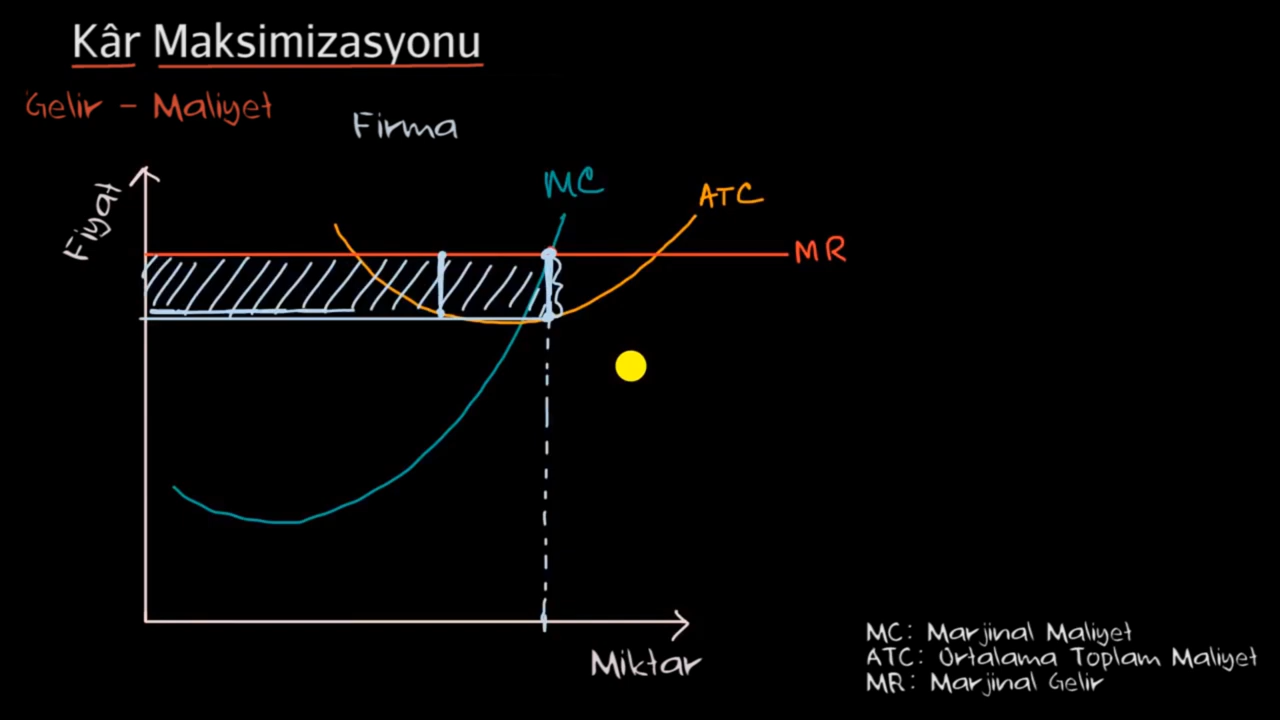 Kâr Maksimizasyonu
Gelir - Maliyet
Firma
Fiyat
MC
ATC
MR
Miktar
MC: Marjinal Maliyet
ATC: Ortalama Toplam Maliyet
MR: Marjinal Gelir